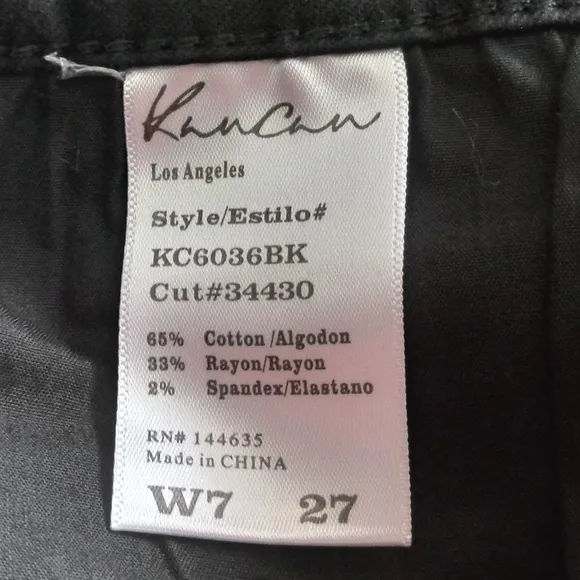 KanCan
Los Angeles
Style/Estilo#
KC6036BK
Cut#34430
65% Cotton /Algodon
33% Rayon/Rayon
2% Spandex/Elastano
RN# 144635
Made in CHINA
W7 27